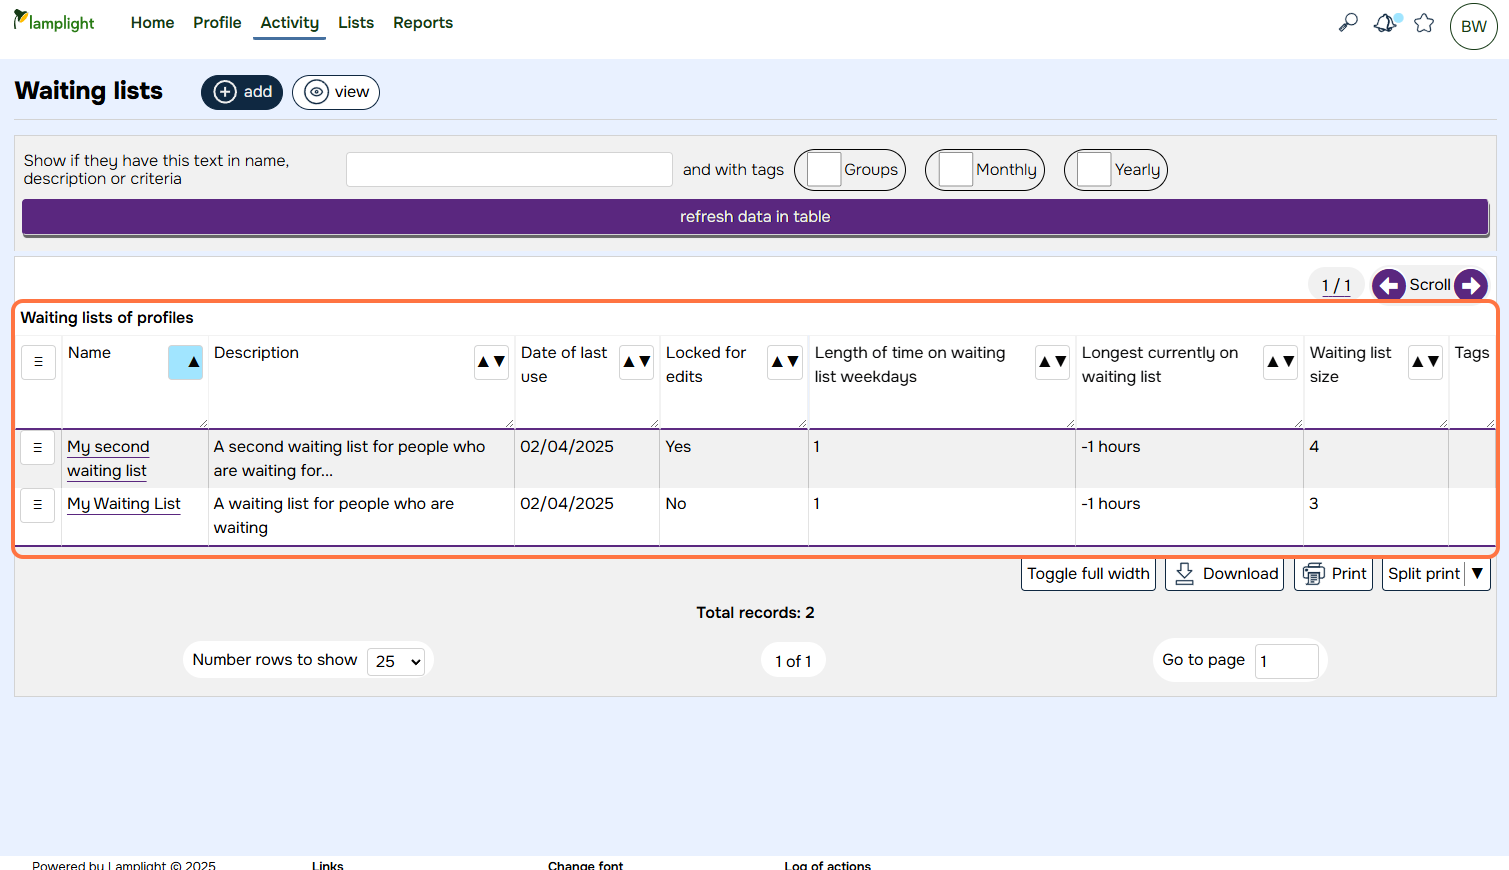 lamplight Home Profile Activity Lists Reports BW
Waiting lists add view
Show if they have this text in name,
description or criteria
and with tags Groups Monthly Yearly
refresh data in table
1 / 1 Scroll
Waiting lists of profiles
Name Description Date of last use Locked for edits Length of time on waiting list weekdays Longest currently on waiting list Waiting list size Tags
My second waiting list A second waiting list for people who are waiting for... 02/04/2025 Yes 1 -1 hours 4
My Waiting List A waiting list for people who are waiting 02/04/2025 No 1 -1 hours 3
Toggle full width Download Print Split print ▼
Total records: 2
Number rows to show 25 1 of 1 Go to page 1
Powered by Lamplight © 2025 Links Change font Log of actions